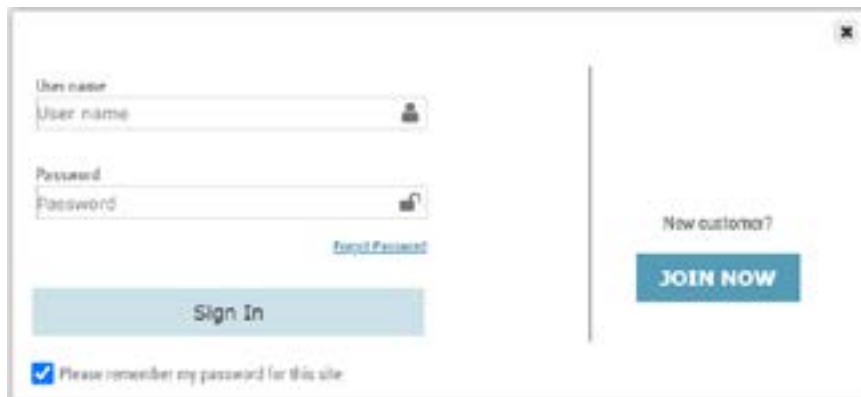 User name
User name
Password
Password
Forgot Password
Sign In
Please remember my password for this site
New customer?
JOIN NOW